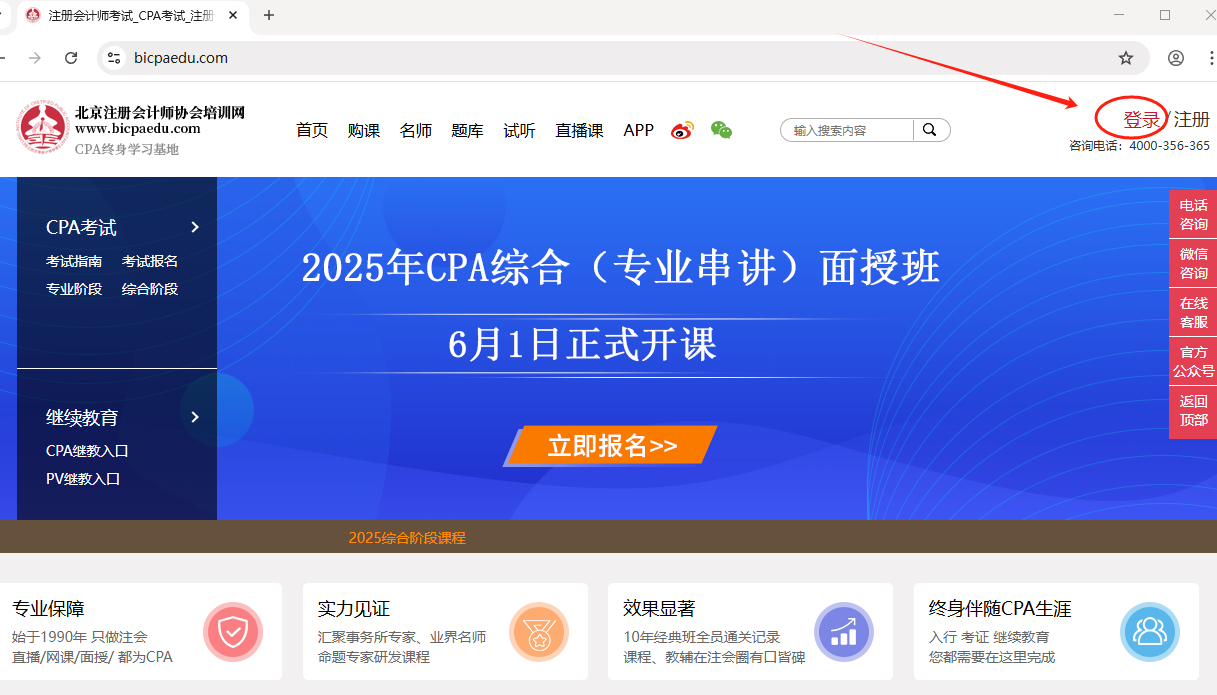 注册会计师考试_CPA考试_注册
bicpaedu.com
北京注册会计师协会培训网
www.bicpaedu.com
CPA终身学习基地
首页 购课 名师 题库 试听 直播课 APP
输入搜索内容
登录/注册
咨询电话：4000-356-365
CPA考试
考试指南 考试报名
专业阶段 综合阶段
继续教育
CPA继教入口
PV继教入口
2025年CPA综合（专业串讲）面授班
6月1日正式开课
立即报名>>
电话
咨询
微信
咨询
在线
客服
官方
公众号
返回
顶部
2025综合阶段课程
专业保障
始于1990年 只做注会
直播/网课/面授/ 都为CPA
实力见证
汇聚事务所专家、业界名师
命题专家研发课程
效果显著
10年经典班全员通关记录
课程、教辅在注会圈有口皆碑
终身伴随CPA生涯
入行 考证 继续教育
您都需要在这里完成